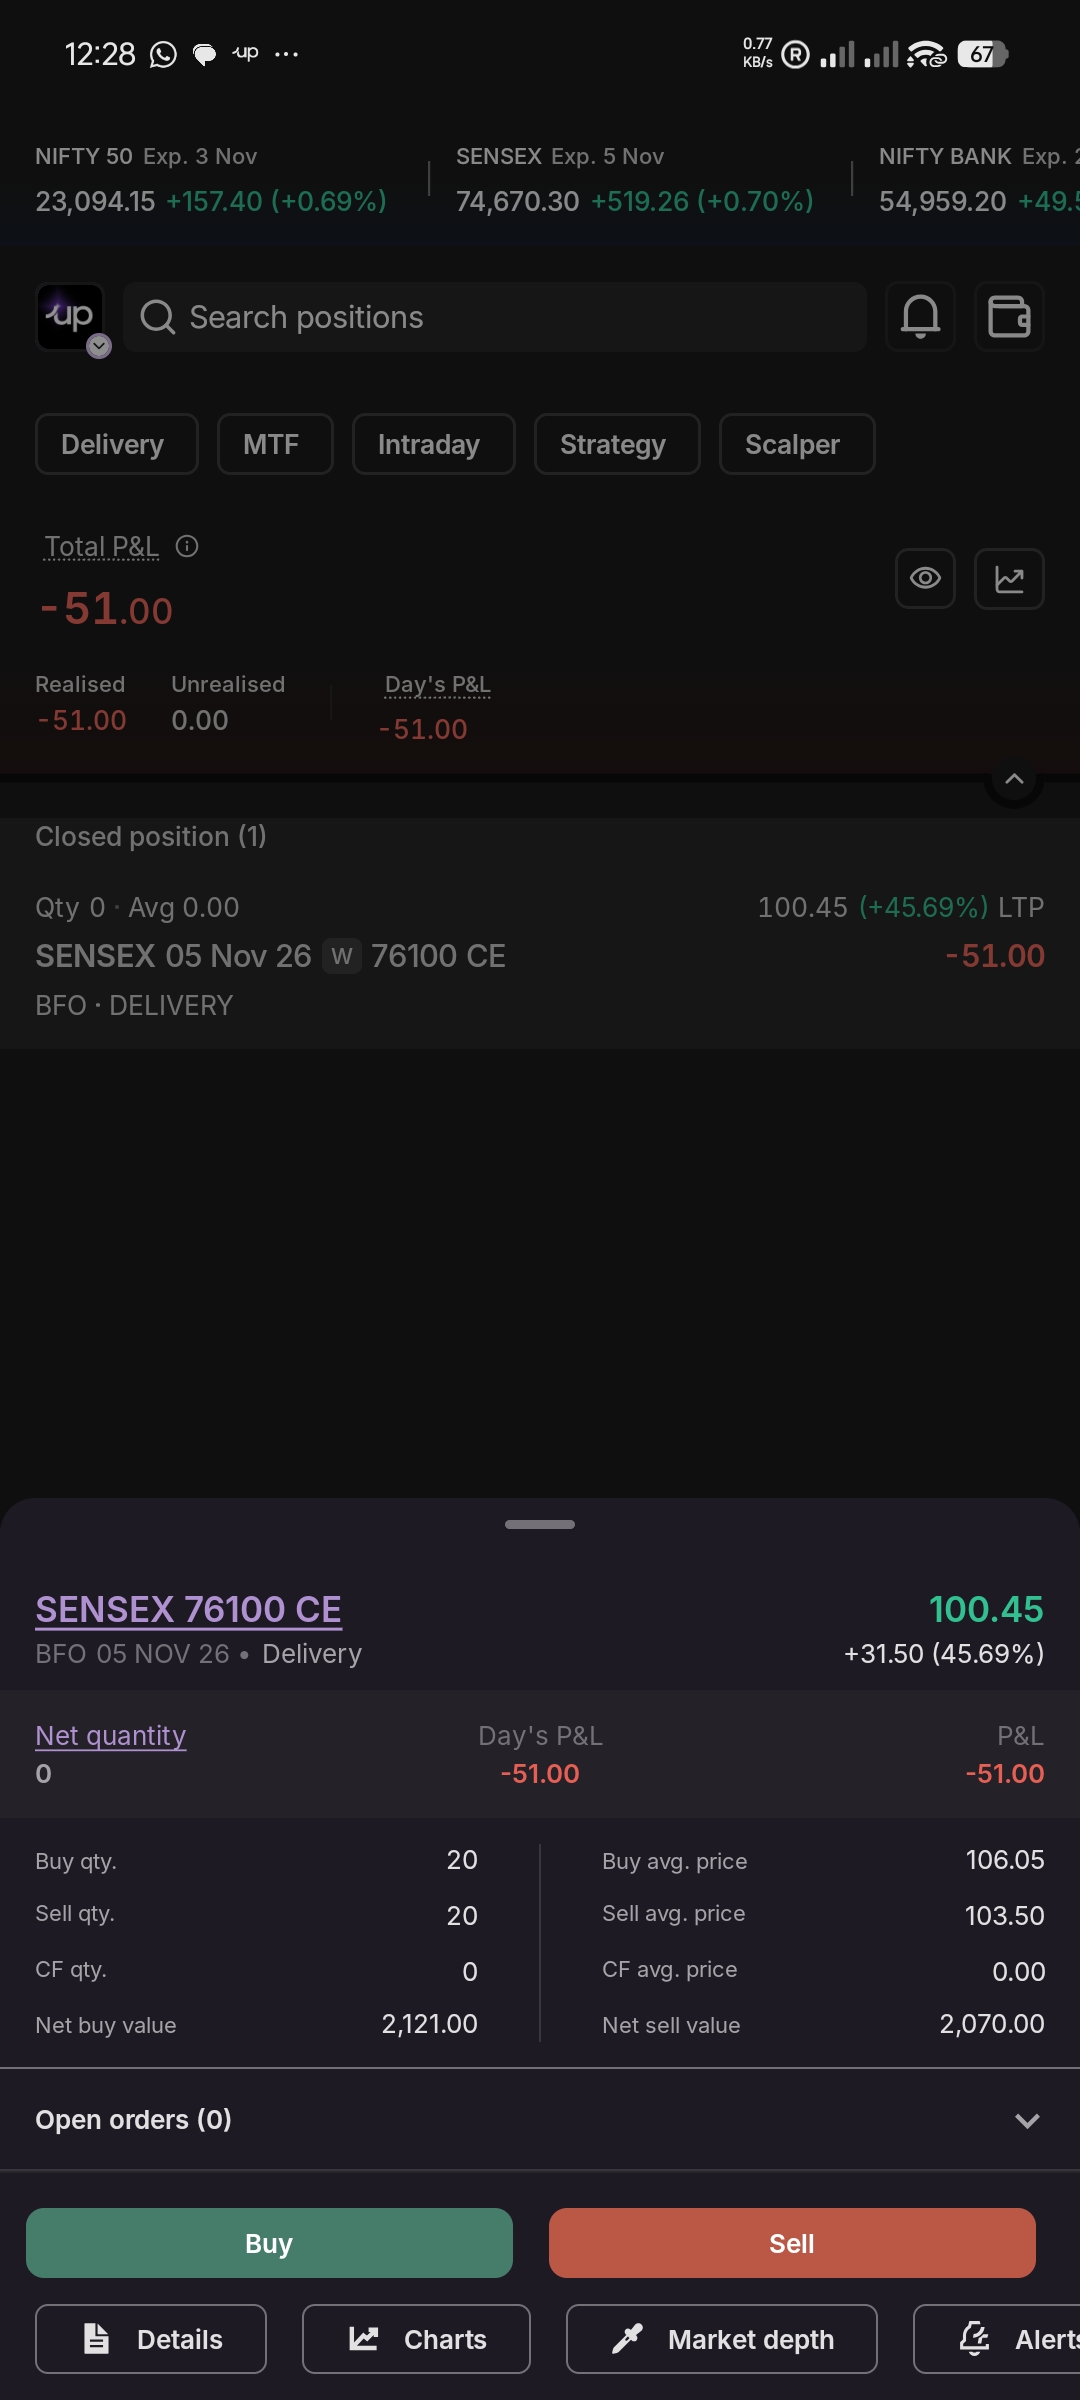 12:28 up ... 0.77 KB/s R 67
NIFTY 50 Exp. 3 Nov SENSEX Exp. 5 Nov NIFTY BANK Exp.
23,094.15 +157.40 (+0.69%) 74,670.30 +519.26 (+0.70%) 54,959.20 +49.5
up Search positions
Delivery MTF Intraday Strategy Scalper
Total P&L
-51.00
Realised Unrealised Day's P&L
-51.00 0.00 -51.00
Closed position (1)
Qty 0 · Avg 0.00 100.45 (+45.69%) LTP
SENSEX 05 Nov 26 W 76100 CE -51.00
BFO · DELIVERY
SENSEX 76100 CE 100.45
BFO 05 NOV 26 • Delivery +31.50 (45.69%)
Net quantity Day's P&L P&L
0 -51.00 -51.00
Buy qty. 20 Buy avg. price 106.05
Sell qty. 20 Sell avg. price 103.50
CF qty. 0 CF avg. price 0.00
Net buy value 2,121.00 Net sell value 2,070.00
Open orders (0)
Buy Sell
Details Charts Market depth Alerts